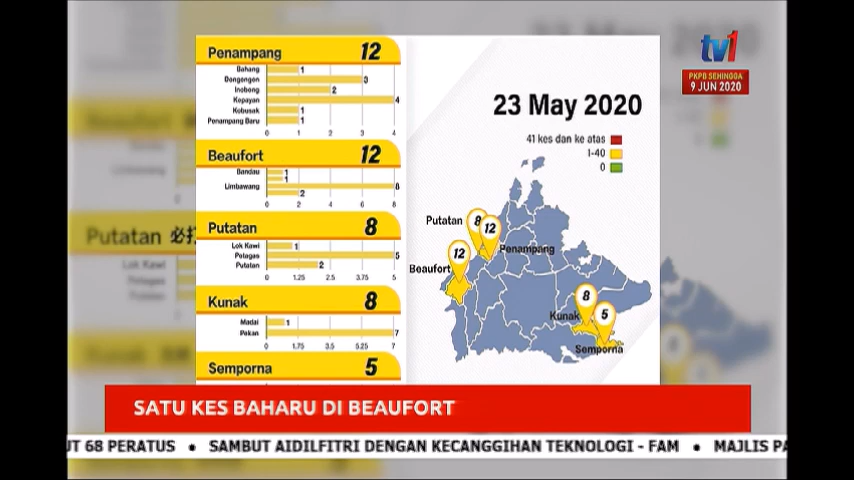 Penampang 12
Bahang 1
Dongongon 3
Inobong 2
Kepayan 4
Kobusak 1
Penampang Baru 1
0 1 2 3 4
Beaufort 12
Bandau 1
1
Limbawang 8
2
0 2 4 6 8
Putatan 8
Lok Kawi 1
Petagas 5
Putatan 2
0 1.25 2.5 3.75 5
Kunak 8
Madai 1
Pekan 7
0 1.75 3.5 5.25 7
Semporna 5
tv1
PKPB SEHINGGA
9 JUN 2020
23 May 2020
41 kes dan ke atas
1-40
0
Putatan 8
12 Penampang
Beaufort 12
Kunak 8
Semporna 5
SATU KES BAHARU DI BEAUFORT
UT 68 PERATUS • SAMBUT AIDILFITRI DENGAN KECANGGIHAN TEKNOLOGI - FAM • MAJLIS PA